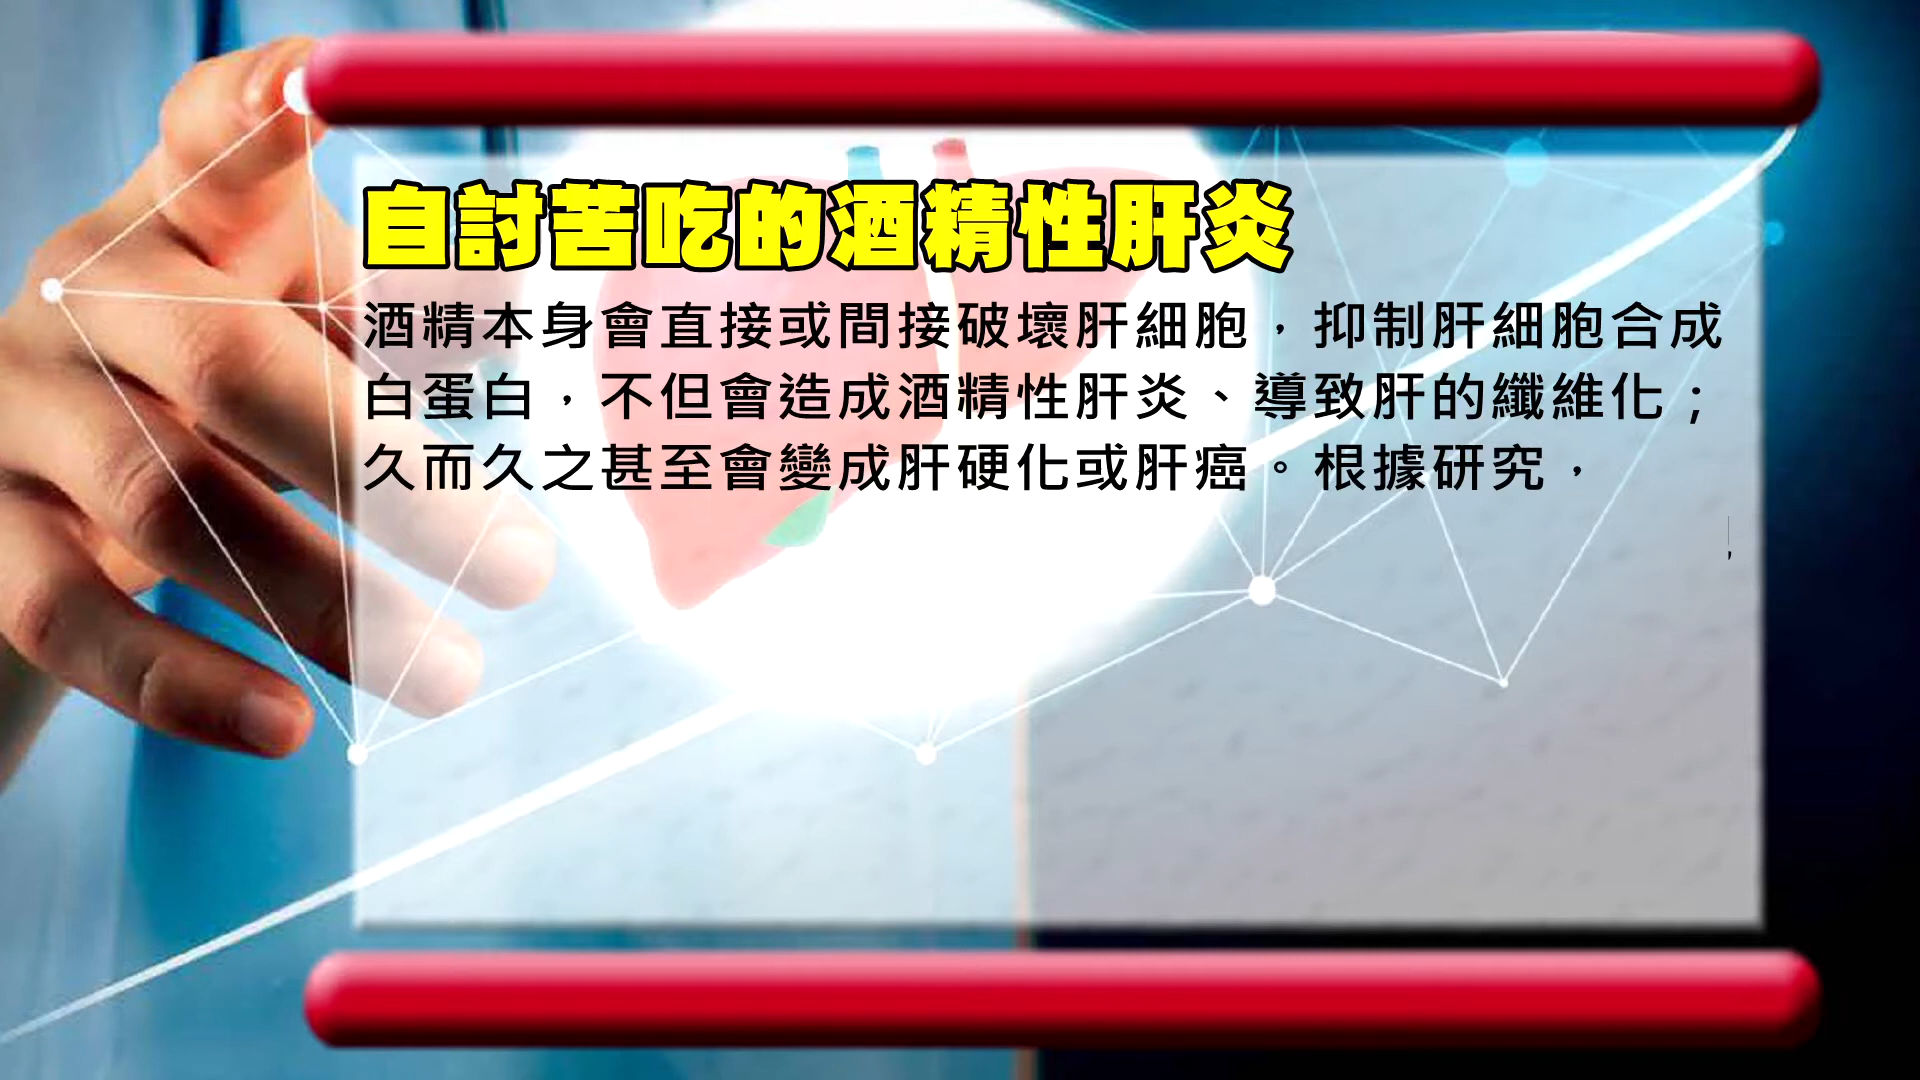 自討苦吃的酒精性肝炎
酒精本身會直接或間接破壞肝細胞，抑制肝細胞合成
白蛋白，不但會造成酒精性肝炎、導致肝的纖維化；
久而久之甚至會變成肝硬化或肝癌。根據研究，